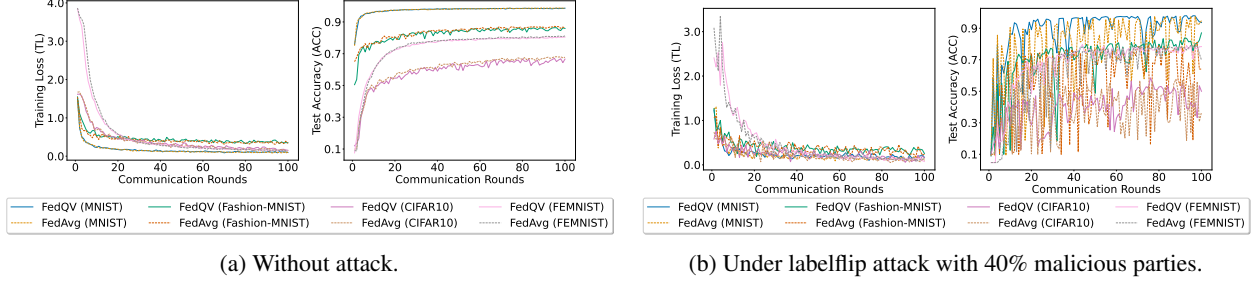 4.0
3.0
2.0
1.0
0.0
Training Loss (TL)
0 20 40 60 80 100
Communication Rounds
0.9
0.7
0.5
0.3
0.1
Test Accuracy (ACC)
0 20 40 60 80 100
Communication Rounds
FedQV (MNIST) FedQV (Fashion-MNIST) FedQV (CIFAR10) FedQV (FEMNIST)
FedAvg (MNIST) FedAvg (Fashion-MNIST) FedAvg (CIFAR10) FedAvg (FEMNIST)
(a) Without attack.
3.0
2.0
1.0
0.0
Training Loss (TL)
0 20 40 60 80 100
Communication Rounds
0.9
0.7
0.5
0.3
0.1
Test Accuracy (ACC)
0 20 40 60 80 100
Communication Rounds
FedQV (MNIST) FedQV (Fashion-MNIST) FedQV (CIFAR10) FedQV (FEMNIST)
FedAvg (MNIST) FedAvg (Fashion-MNIST) FedAvg (CIFAR10) FedAvg (FEMNIST)
(b) Under labelflip attack with 40% malicious parties.